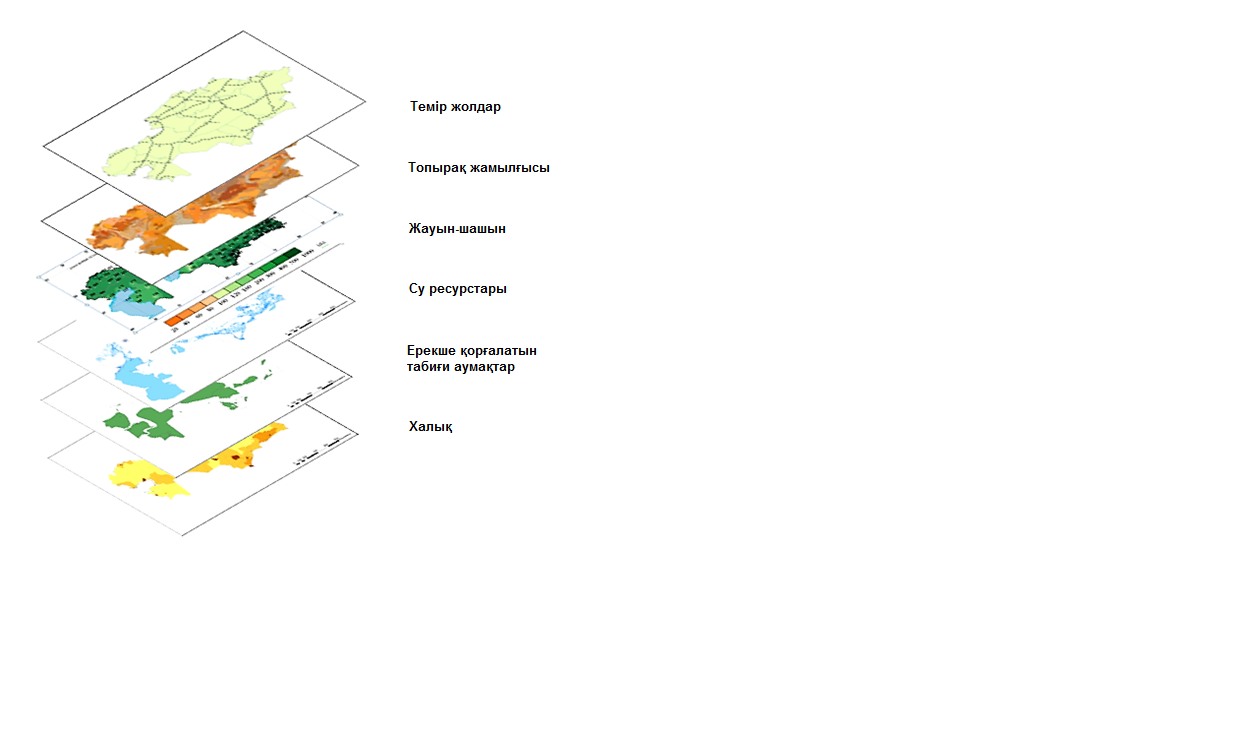 Темір жолдар
Топырақ жамылғысы
Жауын-шашын
Су ресурстары
Ерекше қорғалатын
табиғи аумақтар
Халық